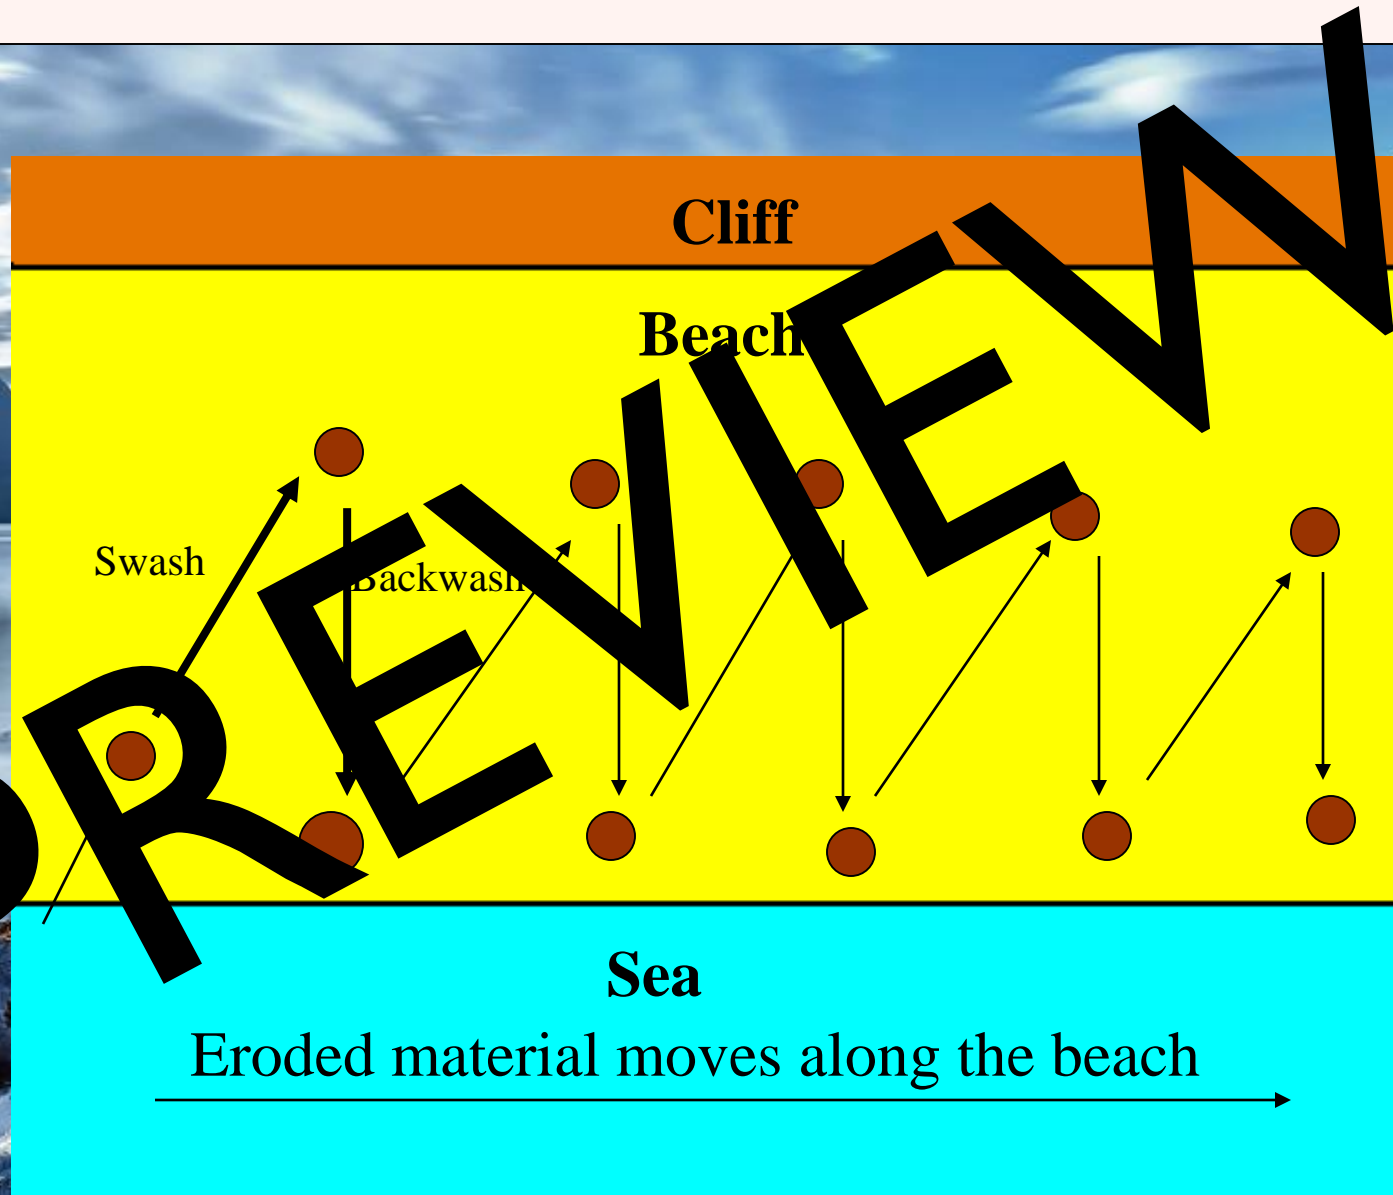 Cliff
Beach
Swash
Backwash
Sea
Eroded material moves along the beach
PREVIEW